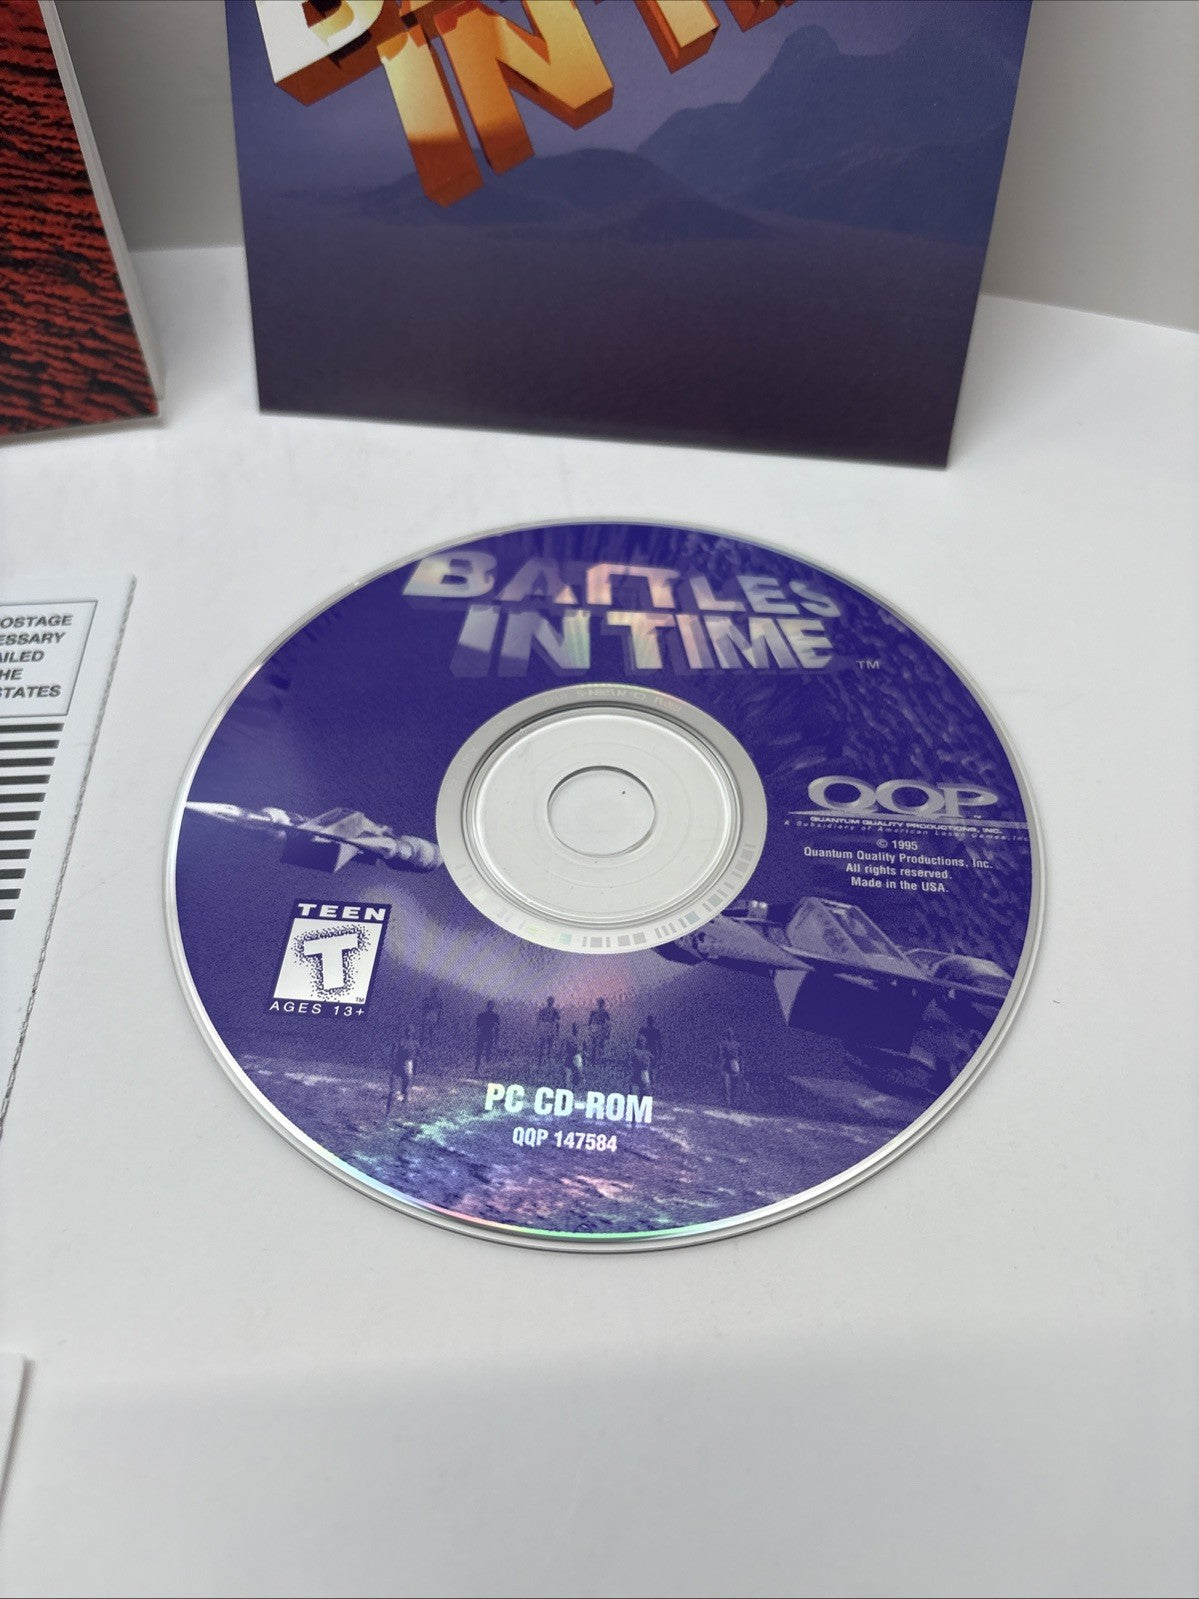 IN TI
OSTAGE
ESSARY
AILED
HE
STATES
BATTLES
IN TIME ™
QQP ™
QUANTUM QUALITY PRODUCTIONS, INC.
A Subsidiary of American Laser Games, Inc.
© 1995
Quantum Quality Productions, Inc.
All rights reserved.
Made in the USA.
TEEN
T ™
AGES 13+
PC CD-ROM
QQP 147584